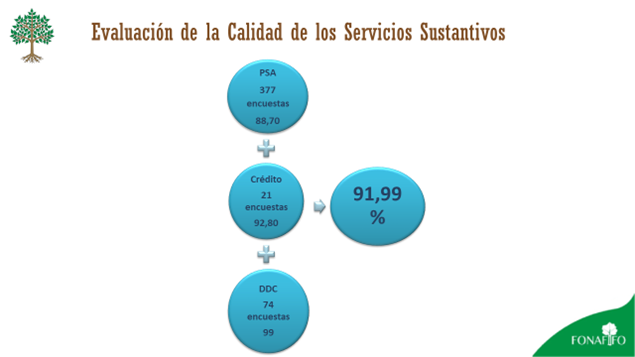 Evaluación de la Calidad de los Servicios Sustantivos
PSA
377
encuestas
88,70
Crédito
21
encuestas
92,80
91,99
%
DDC
74
encuestas
99
FONAFIFO